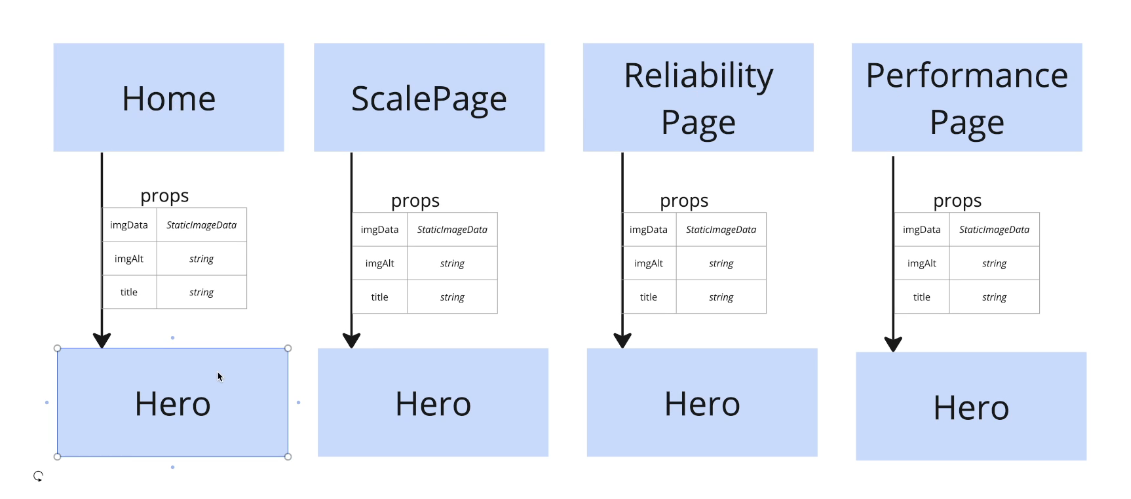 Home
ScalePage
Reliability
Page
Performance
Page
props
imgData StaticImageData
imgAlt string
title string
props
imgData StaticImageData
imgAlt string
title string
props
imgData StaticImageData
imgAlt string
title string
props
imgData StaticImageData
imgAlt string
title string
Hero
Hero
Hero
Hero